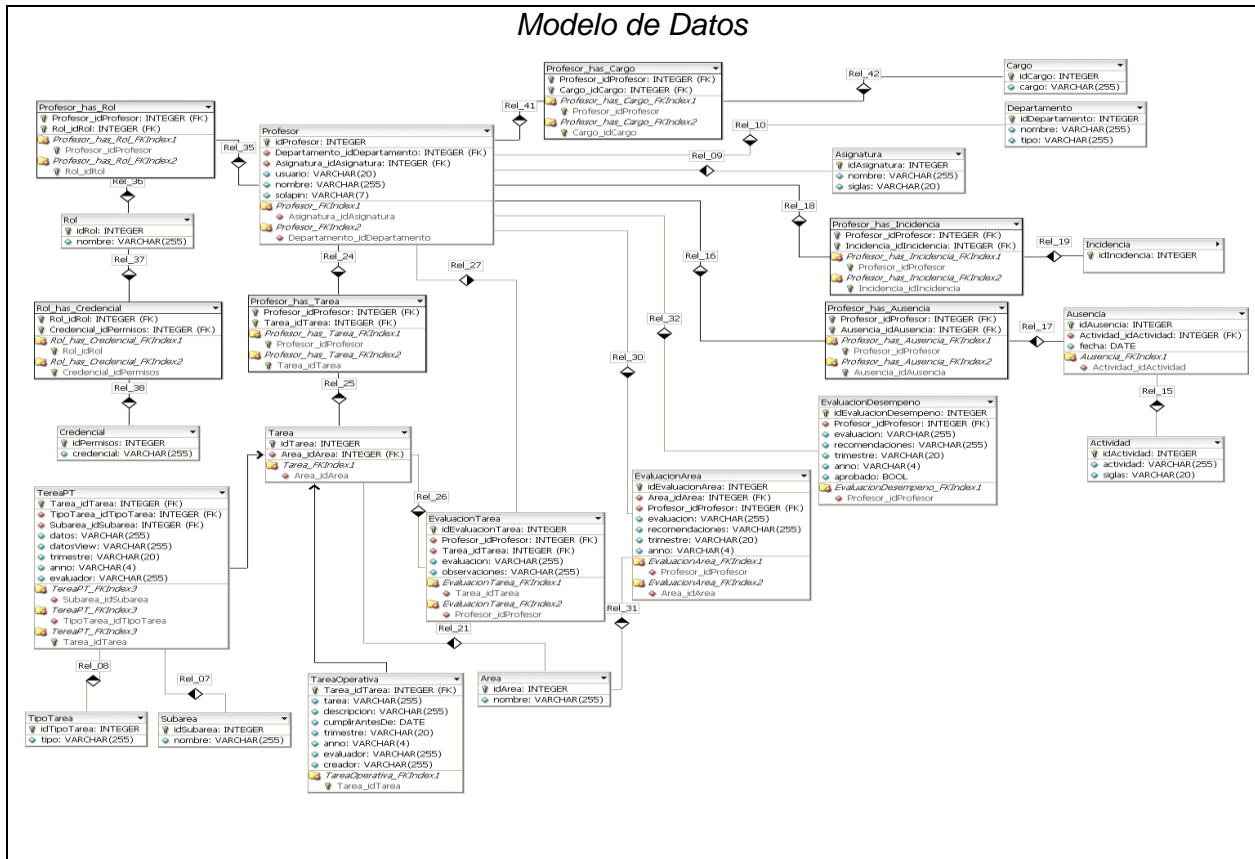 Modelo de Datos
Profesor_has_Cargo
Profesor_idProfesor: INTEGER (FK)
Cargo_idCargo: INTEGER (FK)
Profesor_has_Cargo_FKIndex1
Profesor_idProfesor
Profesor_has_Cargo_FKIndex2
Cargo_idCargo
Rel_42
Cargo
idCargo: INTEGER
cargo: VARCHAR(255)
Rel_41
Rel_10
Departamento
idDepartamento: INTEGER
nombre: VARCHAR(255)
tipo: VARCHAR(255)
Profesor_has_Rol
Profesor_idProfesor: INTEGER (FK)
Rol_idRol: INTEGER (FK)
Profesor_has_Rol_FKIndex1
Profesor_idProfesor
Profesor_has_Rol_FKIndex2
Rol_idRol
Rel_35
Profesor
idProfesor: INTEGER
Departamento_idDepartamento: INTEGER (FK)
Asignatura_idAsignatura: INTEGER (FK)
usuario: VARCHAR(20)
nombre: VARCHAR(255)
solapin: VARCHAR(7)
Profesor_FKIndex1
Asignatura_idAsignatura
Profesor_FKIndex2
Departamento_idDepartamento
Rel_09
Asignatura
idAsignatura: INTEGER
nombre: VARCHAR(255)
siglas: VARCHAR(20)
Rel_36
Rol
idRol: INTEGER
nombre: VARCHAR(255)
Rel_18
Profesor_has_Incidencia
Profesor_idProfesor: INTEGER (FK)
Incidencia_idIncidencia: INTEGER (FK)
Profesor_has_Incidencia_FKIndex1
Profesor_idProfesor
Profesor_has_Incidencia_FKIndex2
Incidencia_idIncidencia
Rel_19
Incidencia
idIncidencia: INTEGER
Rel_37
Rel_24
Rel_27
Rel_16
Rol_has_Credencial
Rol_idRol: INTEGER (FK)
Credencial_idPermisos: INTEGER (FK)
Rol_has_Credencial_FKIndex1
Rol_idRol
Rol_has_Credencial_FKIndex2
Credencial_idPermisos
Profesor_has_Tarea
Profesor_idProfesor: INTEGER (FK)
Tarea_idTarea: INTEGER (FK)
Profesor_has_Tarea_FKIndex1
Profesor_idProfesor
Profesor_has_Tarea_FKIndex2
Tarea_idTarea
Rel_32
Rel_30
Profesor_has_Ausencia
Profesor_idProfesor: INTEGER (FK)
Ausencia_idAusencia: INTEGER (FK)
Profesor_has_Ausencia_FKIndex1
Profesor_idProfesor
Profesor_has_Ausencia_FKIndex2
Ausencia_idAusencia
Rel_17
Ausencia
idAusencia: INTEGER
Actividad_idActividad: INTEGER (FK)
fecha: DATE
Ausencia_FKIndex1
Actividad_idActividad
Rel_38
Rel_25
Rel_15
Credencial
idPermisos: INTEGER
credencial: VARCHAR(255)
Tarea
idTarea: INTEGER
Area_idArea: INTEGER (FK)
Tarea_FKIndex1
Area_idArea
EvaluacionDesempeno
idEvaluacionDesempeno: INTEGER
Profesor_idProfesor: INTEGER (FK)
evaluacion: VARCHAR(255)
recomendaciones: VARCHAR(255)
trimestre: VARCHAR(20)
anno: VARCHAR(4)
aprobado: BOOL
EvaluacionDesempeno_FKIndex1
Profesor_idProfesor
Actividad
idActividad: INTEGER
actividad: VARCHAR(255)
siglas: VARCHAR(20)
TereaPT
Tarea_idTarea: INTEGER (FK)
TipoTarea_idTipoTarea: INTEGER (FK)
Subarea_idSubarea: INTEGER (FK)
datos: VARCHAR(255)
datosView: VARCHAR(255)
trimestre: VARCHAR(20)
anno: VARCHAR(4)
evaluador: VARCHAR(255)
TereaPT_FKIndex3
Subarea_idSubarea
TereaPT_FKIndex3
TipoTarea_idTipoTarea
TereaPT_FKIndex3
Tarea_idTarea
Rel_26
EvaluacionTarea
idEvaluacionTarea: INTEGER
Profesor_idProfesor: INTEGER (FK)
Tarea_idTarea: INTEGER (FK)
evaluacion: VARCHAR(255)
observaciones: VARCHAR(255)
EvaluacionTarea_FKIndex1
Tarea_idTarea
EvaluacionTarea_FKIndex2
Profesor_idProfesor
EvaluacionArea
idEvaluacionArea: INTEGER
Area_idArea: INTEGER (FK)
Profesor_idProfesor: INTEGER (FK)
evaluacion: VARCHAR(255)
recomendaciones: VARCHAR(255)
trimestre: VARCHAR(20)
anno: VARCHAR(4)
EvaluacionArea_FKIndex1
Profesor_idProfesor
EvaluacionArea_FKIndex2
Area_idArea
Rel_31
Rel_21
Rel_08
Rel_07
TipoTarea
idTipoTarea: INTEGER
tipo: VARCHAR(255)
Subarea
idSubarea: INTEGER
nombre: VARCHAR(255)
TareaOperativa
Tarea_idTarea: INTEGER (FK)
tarea: VARCHAR(255)
descripcion: VARCHAR(255)
cumplirAntesDe: DATE
trimestre: VARCHAR(20)
anno: VARCHAR(4)
evaluador: VARCHAR(255)
creador: VARCHAR(255)
TareaOperativa_FKIndex1
Tarea_idTarea
Area
idArea: INTEGER
nombre: VARCHAR(255)